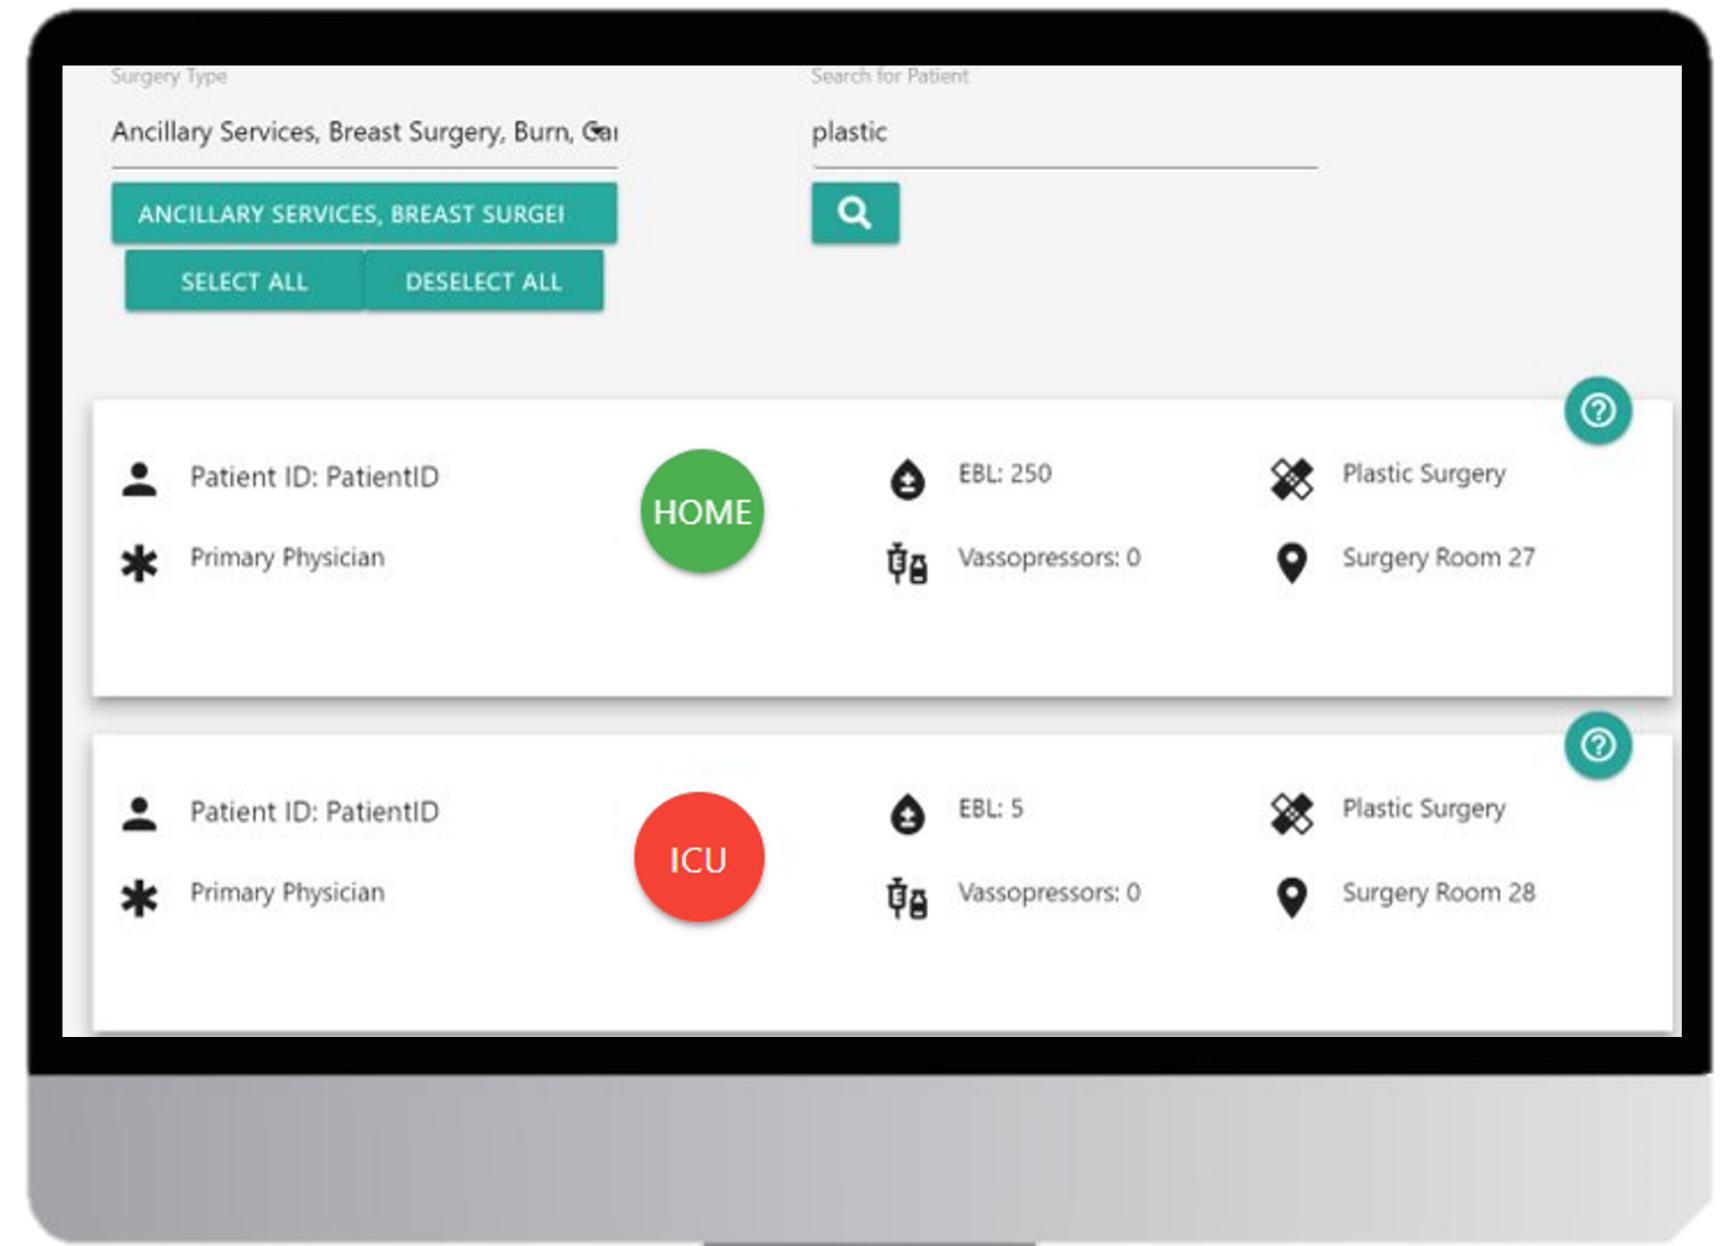 Surgery Type
Search for Patient
Ancillary Services, Breast Surgery, Burn,
plastic
ANCILLARY SERVICES, BREAST
SELECT ALL
DESELECT ALL
Patient ID: PatientID
HOME
EBL: 250
Plastic Surgery
Primary Physician
Vassopressors: 0
Surgery Room 27
Patient ID: PatientID
ICU
EBL: 5
Plastic Surgery
Primary Physician
Vassopressors: 0
Surgery Room 28